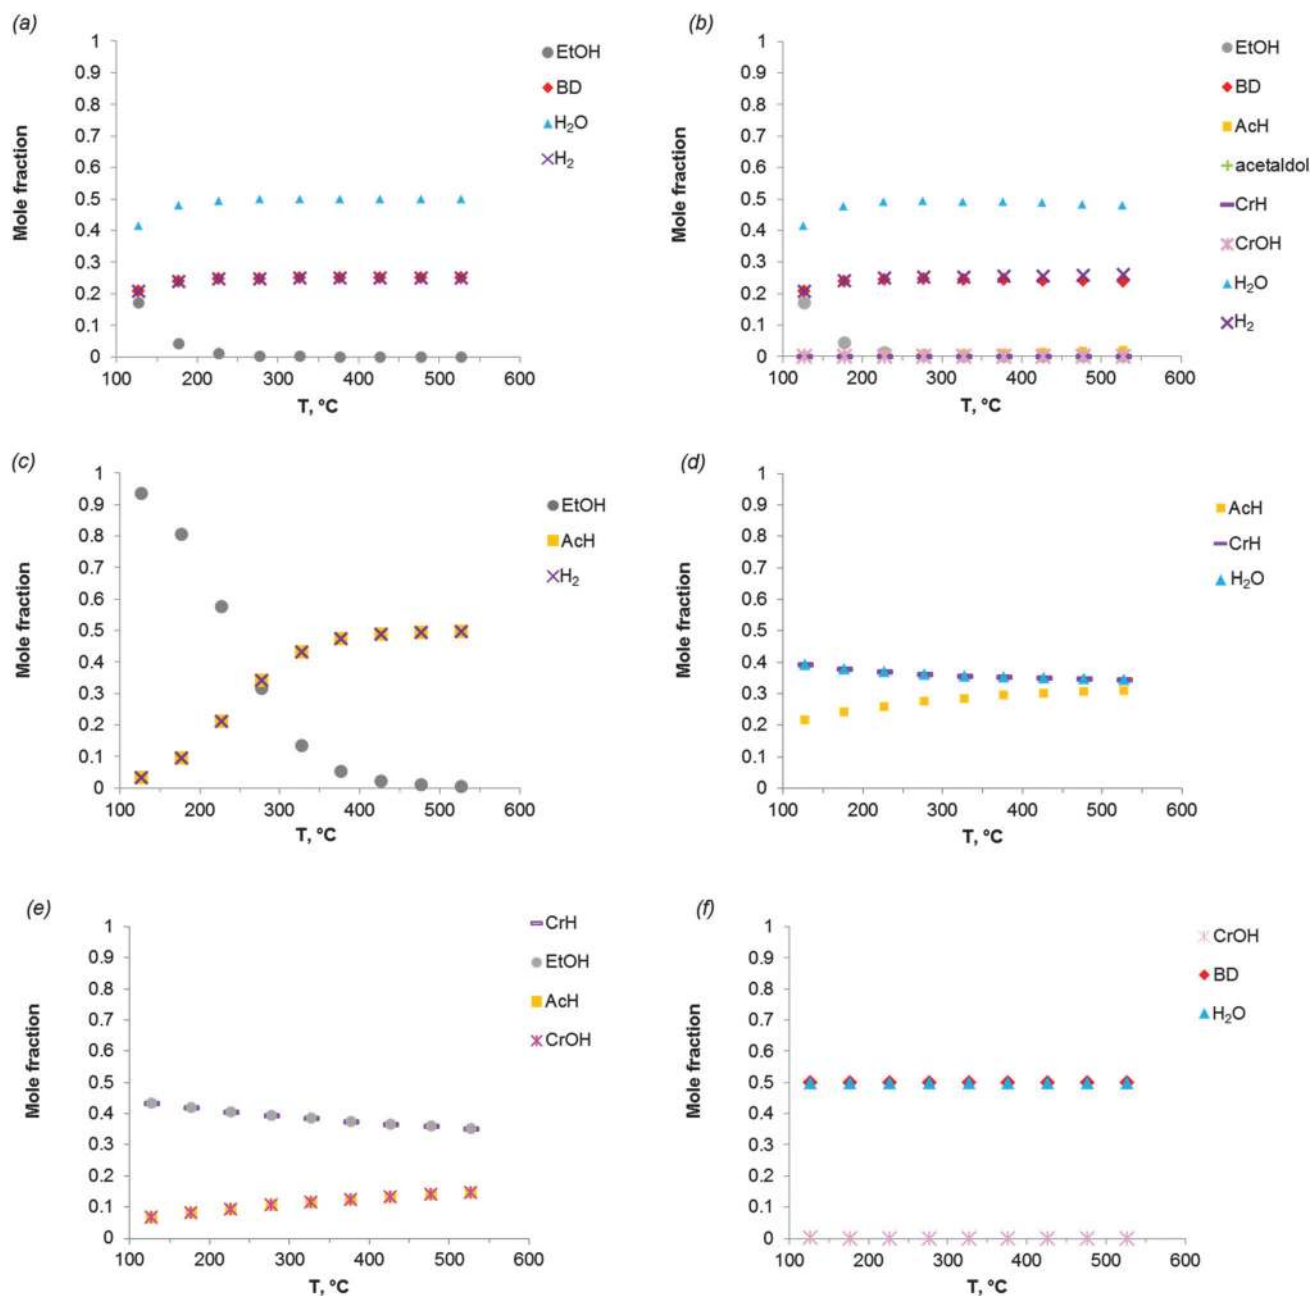 (a)
1
0.9
0.8
0.7
0.6
0.5
0.4
0.3
0.2
0.1
0
Mole fraction
100 200 300 400 500 600
T, °C
EtOH
BD
H₂O
H₂
(b)
1
0.9
0.8
0.7
0.6
0.5
0.4
0.3
0.2
0.1
0
Mole fraction
100 200 300 400 500 600
T, °C
EtOH
BD
AcH
acetaldol
CrH
CrOH
H₂O
H₂
(c)
1
0.9
0.8
0.7
0.6
0.5
0.4
0.3
0.2
0.1
0
Mole fraction
100 200 300 400 500 600
T, °C
EtOH
AcH
H₂
(d)
1
0.9
0.8
0.7
0.6
0.5
0.4
0.3
0.2
0.1
0
Mole fraction
100 200 300 400 500 600
T, °C
AcH
CrH
H₂O
(e)
1
0.9
0.8
0.7
0.6
0.5
0.4
0.3
0.2
0.1
0
Mole fraction
100 200 300 400 500 600
T, °C
CrH
EtOH
AcH
CrOH
(f)
1
0.9
0.8
0.7
0.6
0.5
0.4
0.3
0.2
0.1
0
Mole fraction
100 200 300 400 500 600
T, °C
CrOH
BD
H₂O